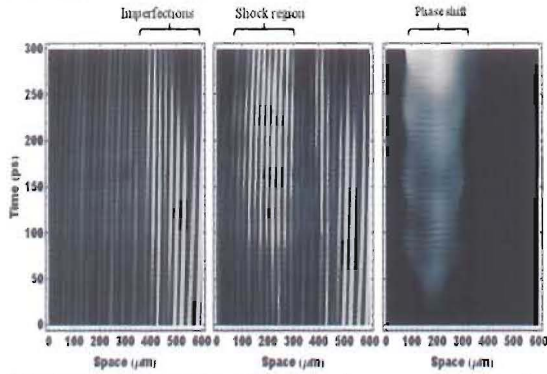 Imperfections
Shock region
Phase shift
300
250
200
150
100
50
0
Time (ps)
0 100 200 300 400 500 600
0 100 200 300 400 500 600
0 100 200 300 400 500 600
Space (μm)
Space (μm)
Space (μm)